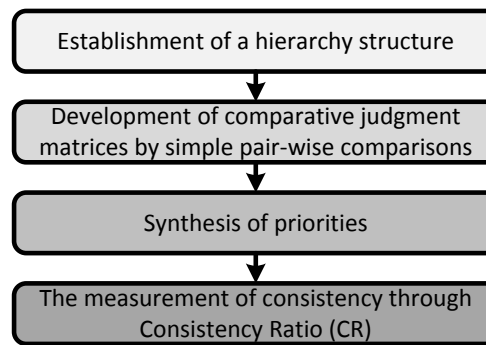 Establishment of a hierarchy structure
Development of comparative judgment
matrices by simple pair-wise comparisons
Synthesis of priorities
The measurement of consistency through
Consistency Ratio (CR)